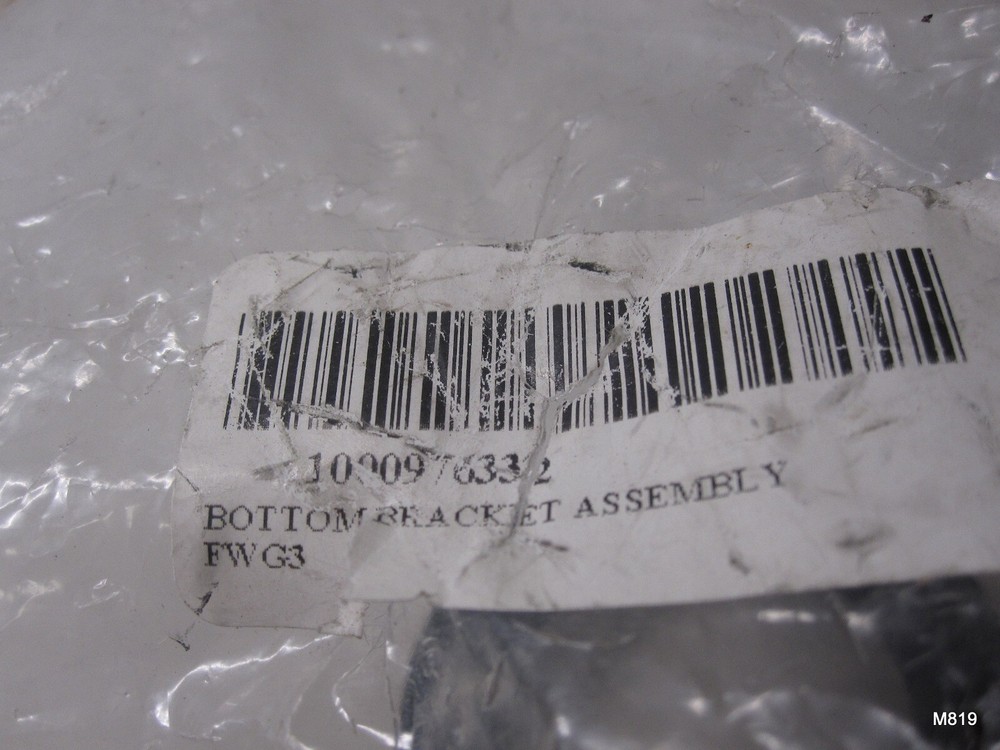 1000976332
BOTTOM BRACKET ASSEMBLY
FWG3
M819